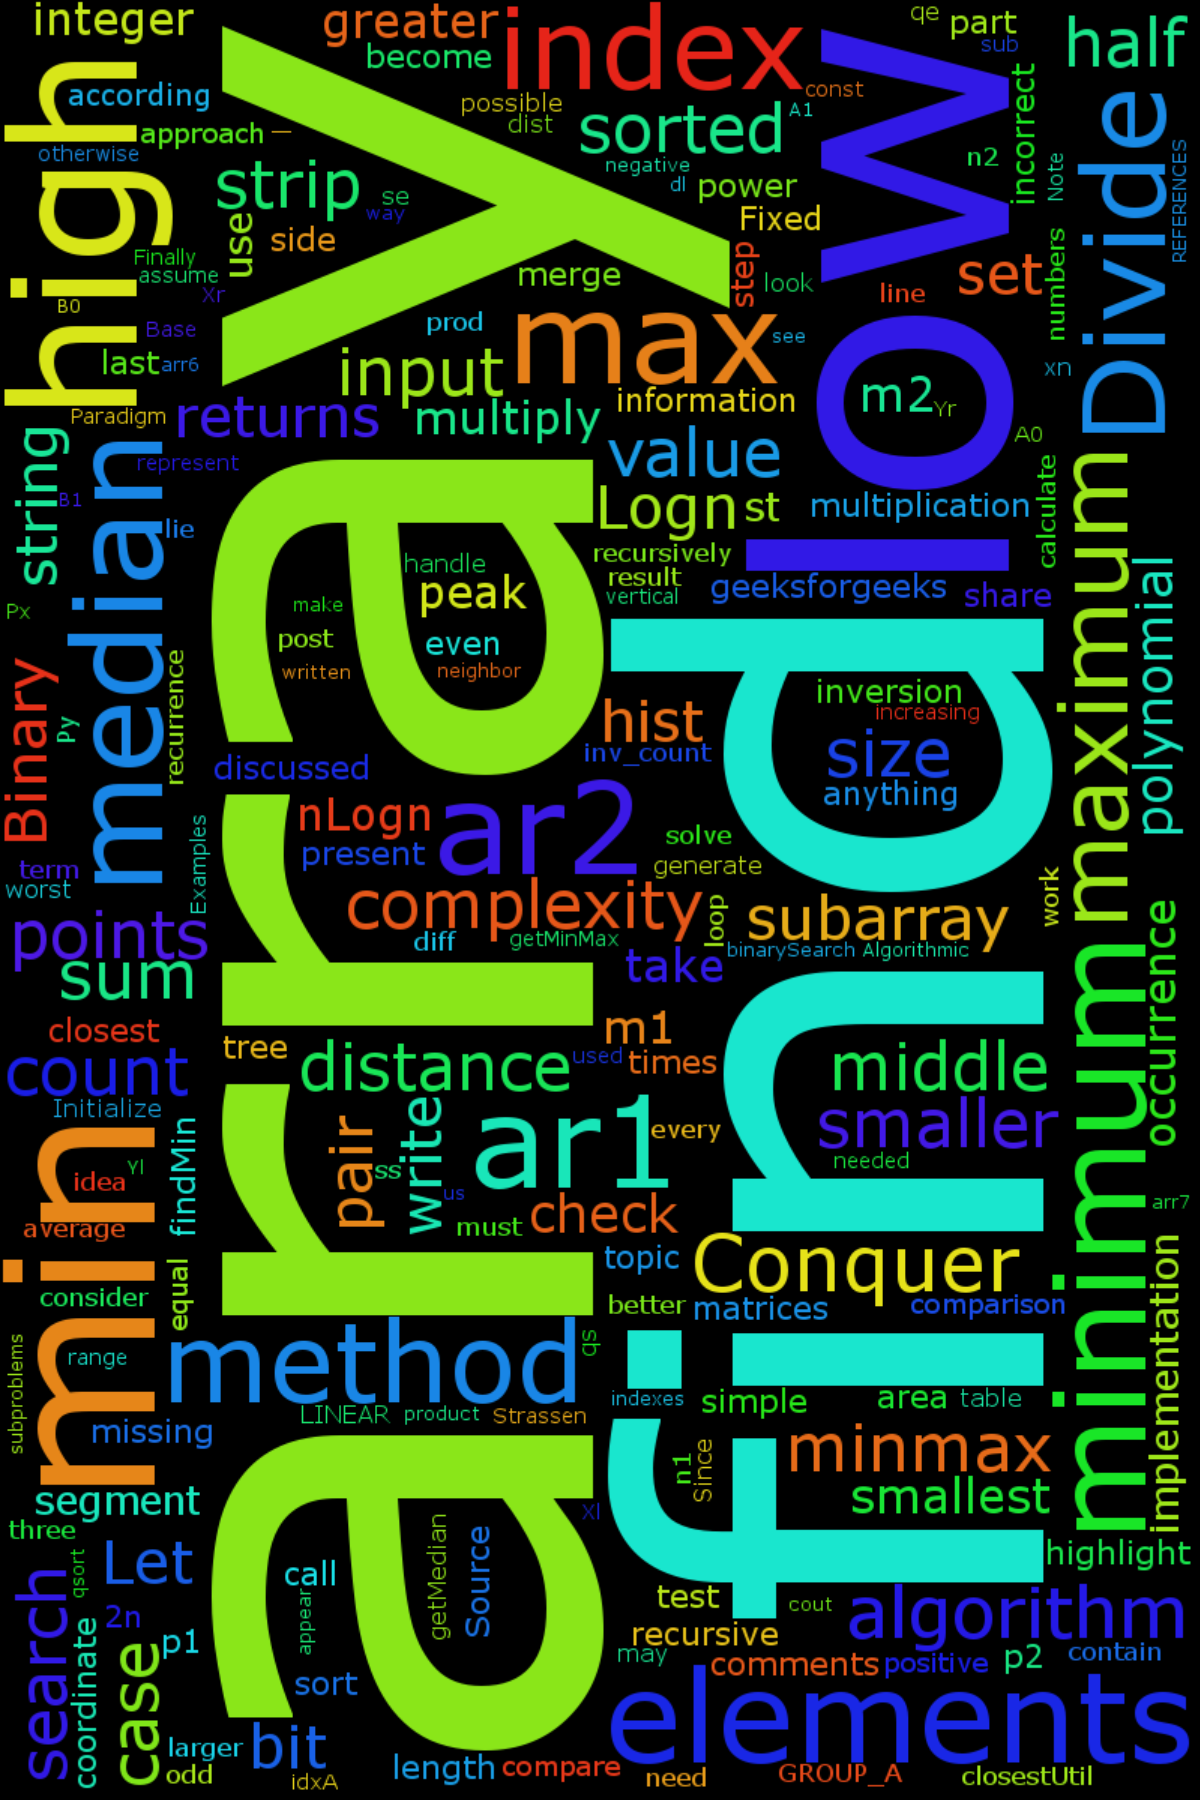 integer
greater
index
qe
part
sub
half
become
according
high
possible
const
A1
dist
sorted
incorrect
Divide
approach
otherwise
negative
n2
Note
REFERENCES
dl
power
strip
se
way
use
side
Fixed
low
Finally
assume
Xr
merge
step
look
line
set
numbers
B0
Base
prod
max
see
last
arr6
input
information
m2
Yr
xn
Paradigm
returns
multiply
A0
string
represent
value
B1
median
lie
Logn
st
multiplication
calculate
maximum
array
handle
recursively
result
vertical
geeksforgeeks
share
polynomial
Px
make
peak
post
even
written
neighbor
find
inversion
increasing
Binary
Py
recurrence
hist
inv_count
size
anything
discussed
nLogn
ar2
present
solve
generate
term
worst
Examples
complexity
loop
subarray
work
points
diff
getMinMax
binarySearch
Algorithmic
sum
take
minimum
occurrence
closest
tree
m1
count
distance
used
times
middle
Initialize
min
findMin
pair
ss
write
ar1
every
smaller
idea
Yl
us
needed
average
must
check
arr7
topic
Conquer
consider
equal
better
matrices
comparison
implementation
subproblems
range
method
qs
indexes
simple
area
table
LINEAR
product
Strassen
missing
n1
Since
minmax
segment
Xl
smallest
three
getMedian
Source
highlight
search
qsort
Let
call
appear
test
cout
algorithm
2n
coordinate
case
p1
recursive
may
comments
positive
p2
contain
sort
elements
larger
bit
odd
idxA
length
compare
need
GROUP_A
closestUtil